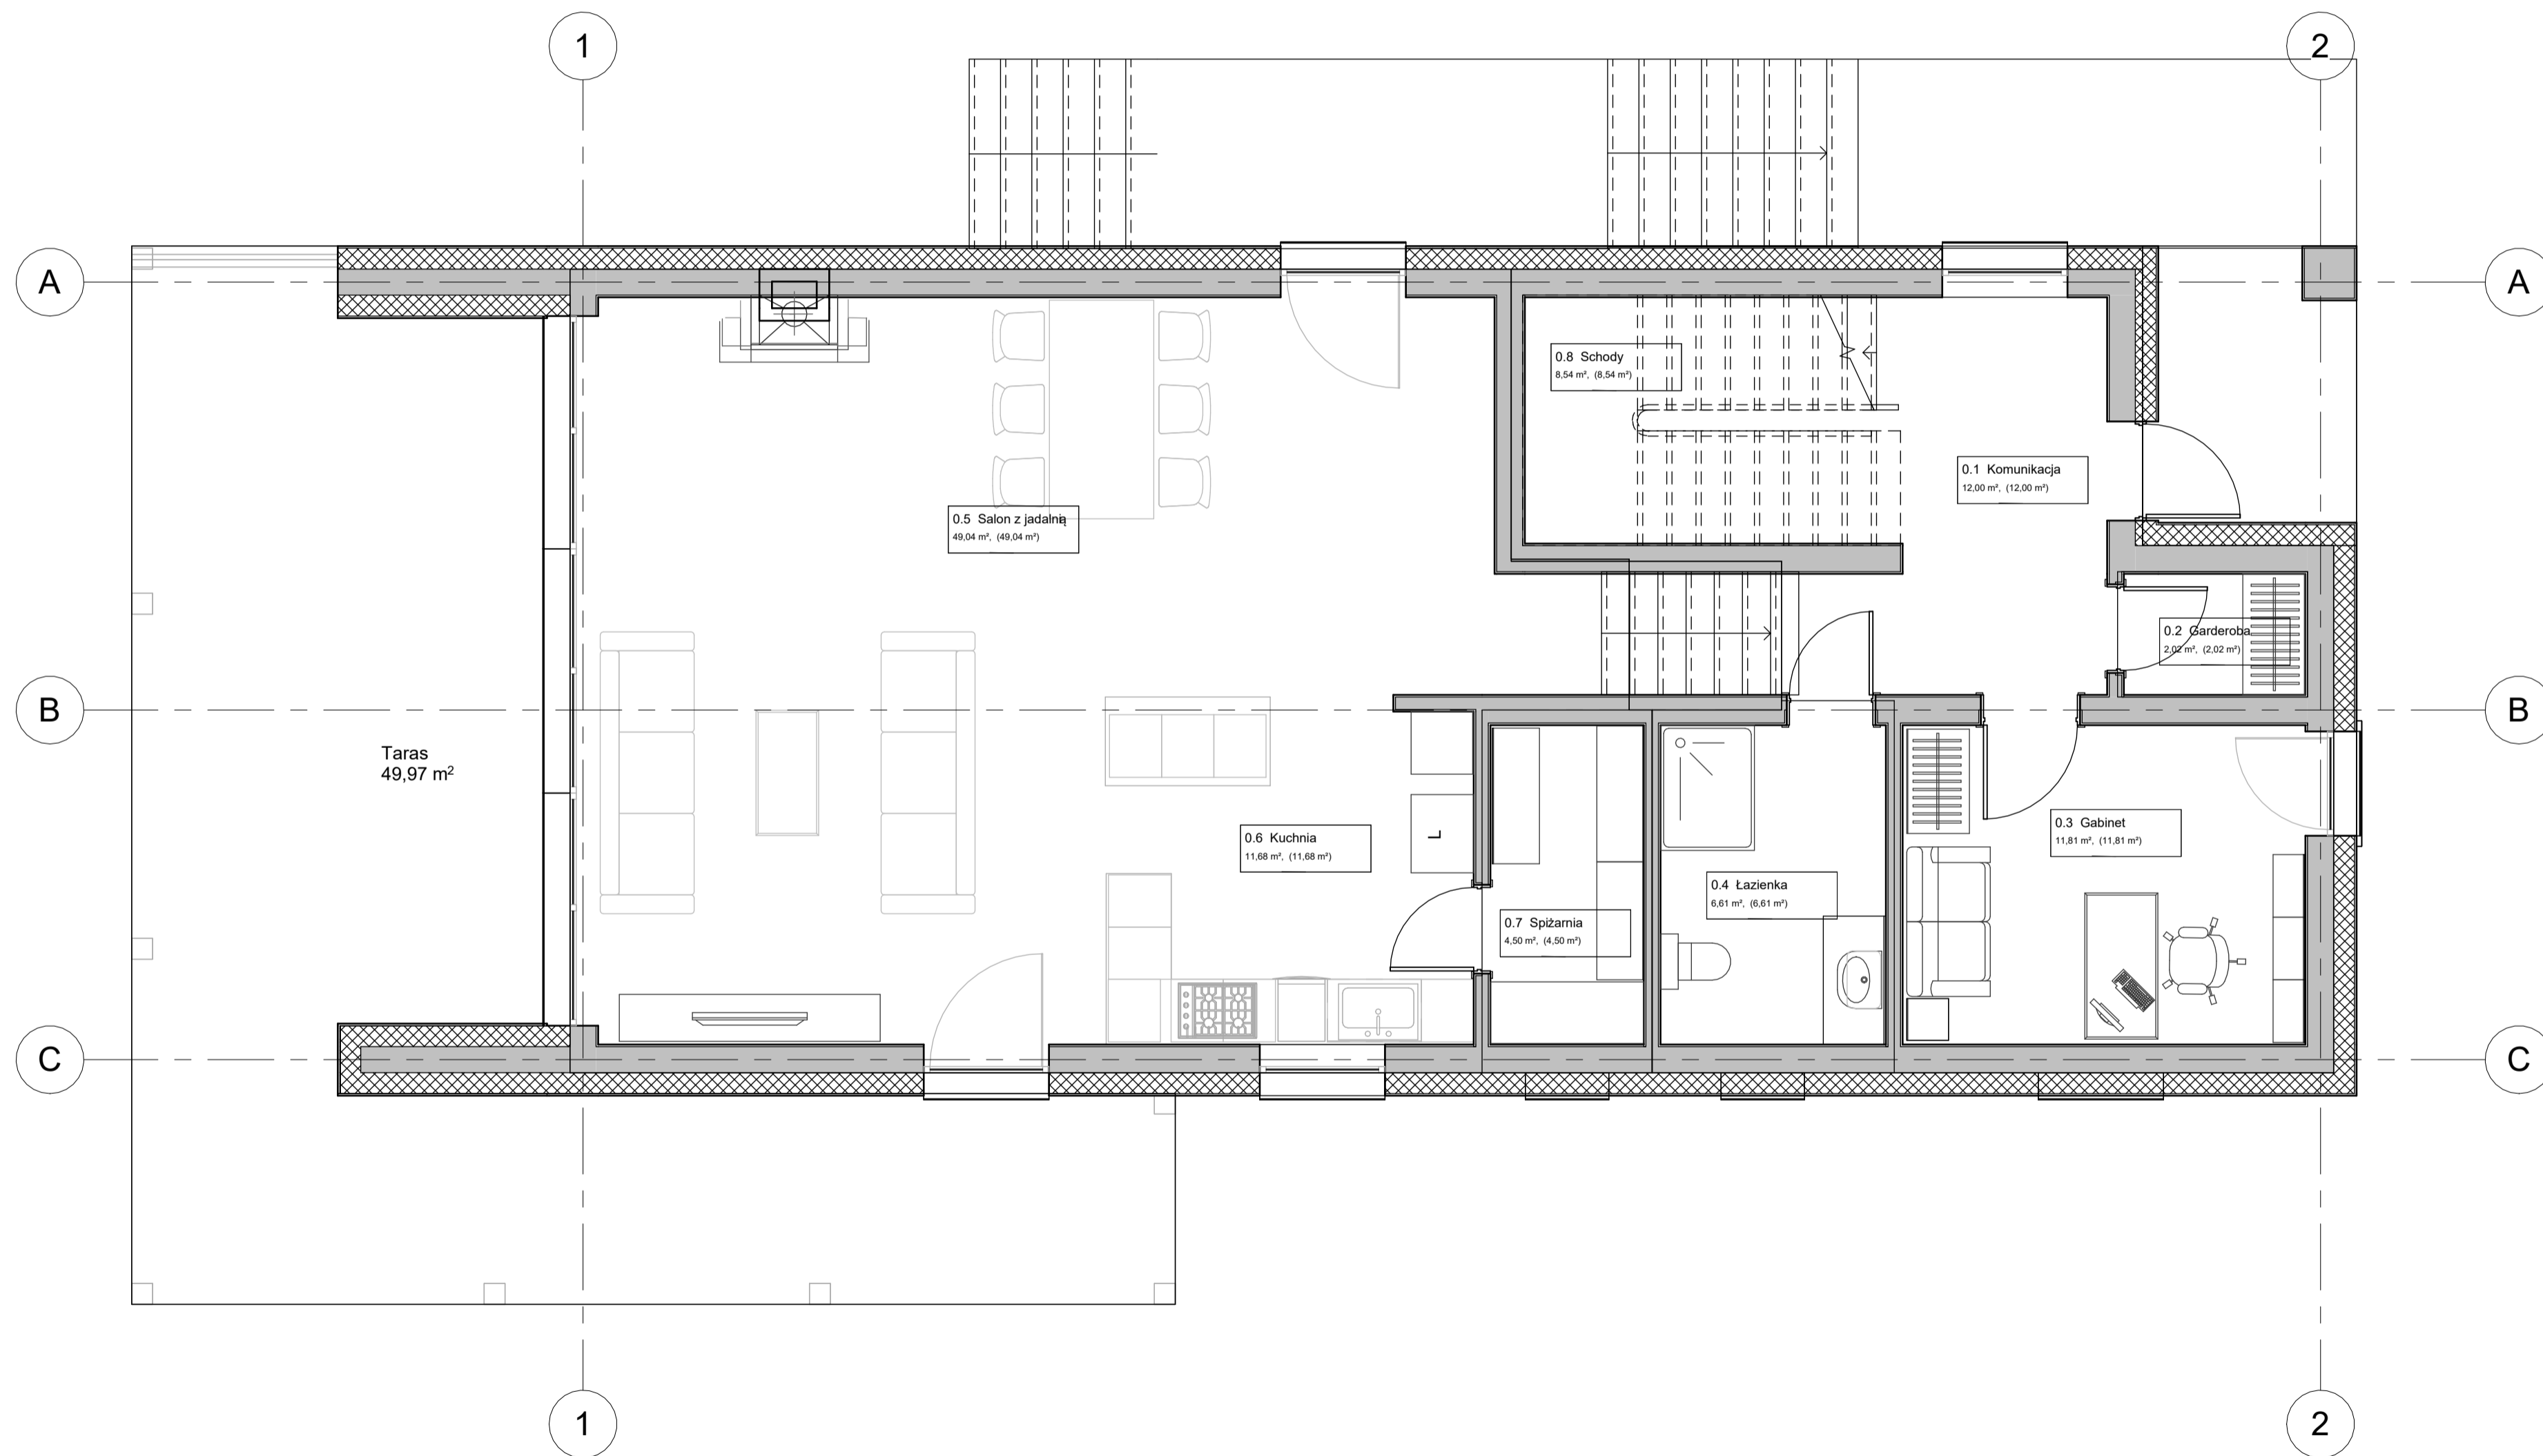 1
2
A
A
0.8 Schody
8,54 m², (8,54 m²)
0.1 Komunikacja
12,00 m², (12,00 m²)
0.5 Salon z jadalnią
49,04 m², (49,04 m²)
0.2 Garderoba
2,02 m², (2,02 m²)
B
B
Taras
49,97 m²
0.6 Kuchnia
11,68 m², (11,68 m²)
L
0.3 Gabinet
11,81 m², (11,81 m²)
0.4 Łazienka
6,61 m², (6,61 m²)
0.7 Spiżarnia
4,50 m², (4,50 m²)
C
C
1
2